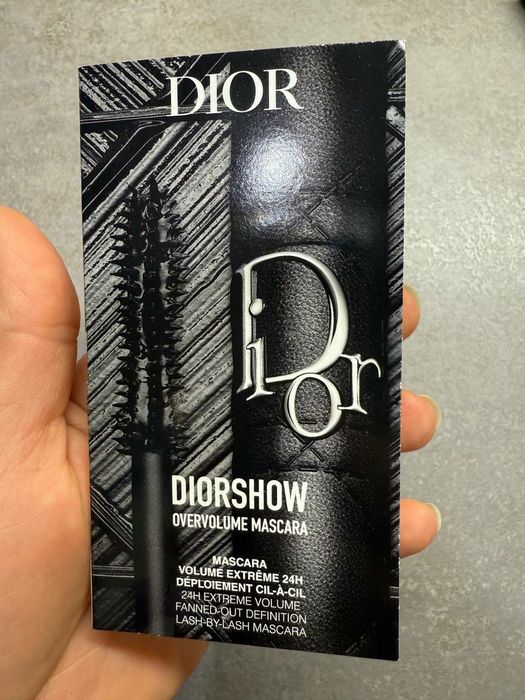 DIOR
Dior
DIORSHOW
OVERVOLUME MASCARA
MASCARA
VOLUME EXTRÊME 24H
DÉPLOIEMENT CIL-À-CIL
24H EXTREME VOLUME
FANNED-OUT DEFINITION
LASH-BY-LASH MASCARA